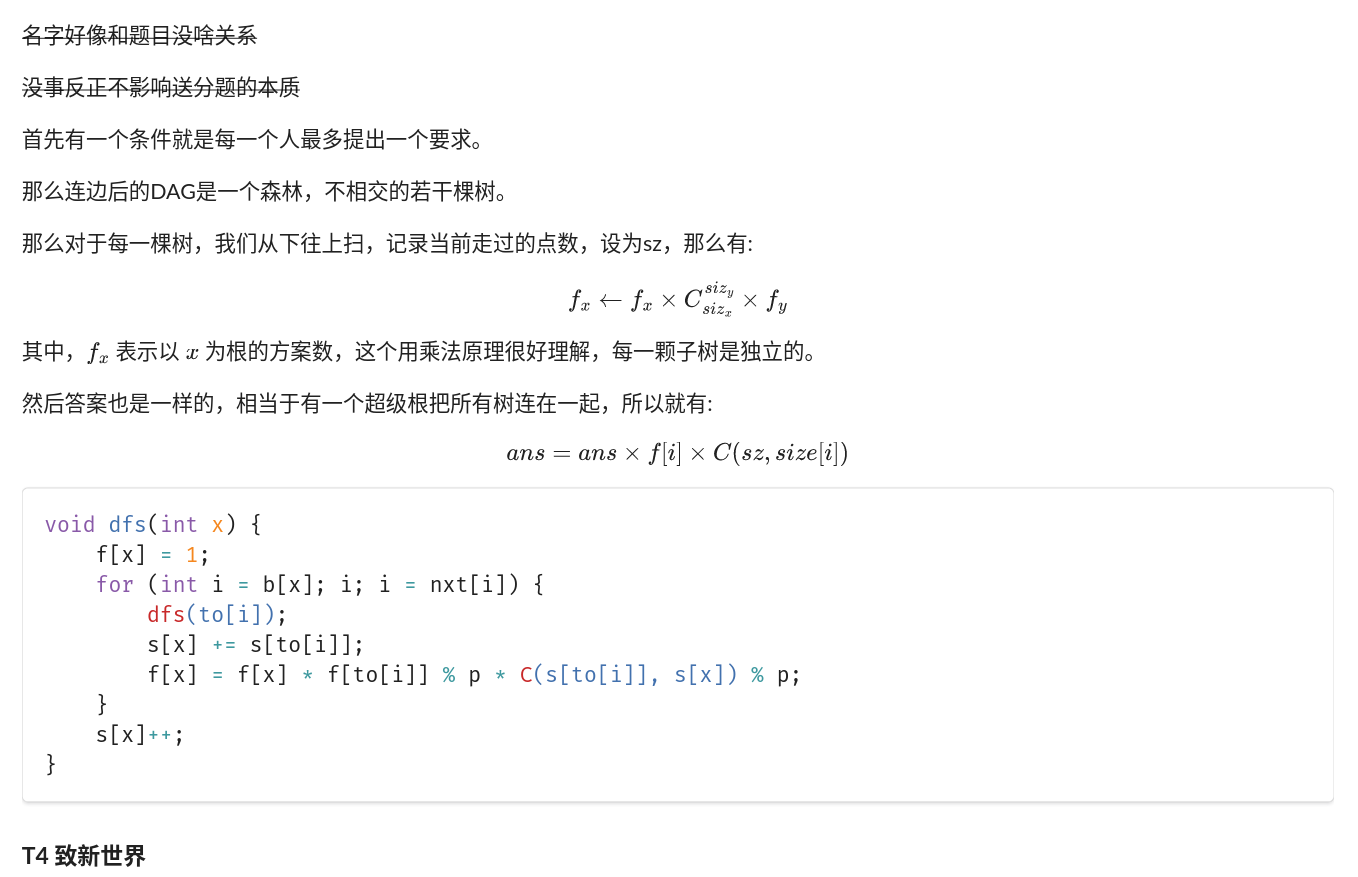 名字好像和题目没啥关系
没事反正不影响送分题的本质
首先有一个条件就是每一个人最多提出一个要求。
那么连边后的DAG是一个森林，不相交的若干棵树。
那么对于每一棵树，我们从下往上扫，记录当前走过的点数，设为sz，那么有:
f_x ← f_x × C_{siz_x}^{siz_y} × f_y
其中，f_x 表示以 x 为根的方案数，这个用乘法原理很好理解，每一颗子树是独立的。
然后答案也是一样的，相当于有一个超级根把所有树连在一起，所以就有:
ans = ans × f[i] × C(sz, size[i])
void dfs(int x) {
    f[x] = 1;
    for (int i = b[x]; i; i = nxt[i]) {
        dfs(to[i]);
        s[x] += s[to[i]];
        f[x] = f[x] * f[to[i]] % p * C(s[to[i]], s[x]) % p;
    }
    s[x]++;
}
T4 致新世界